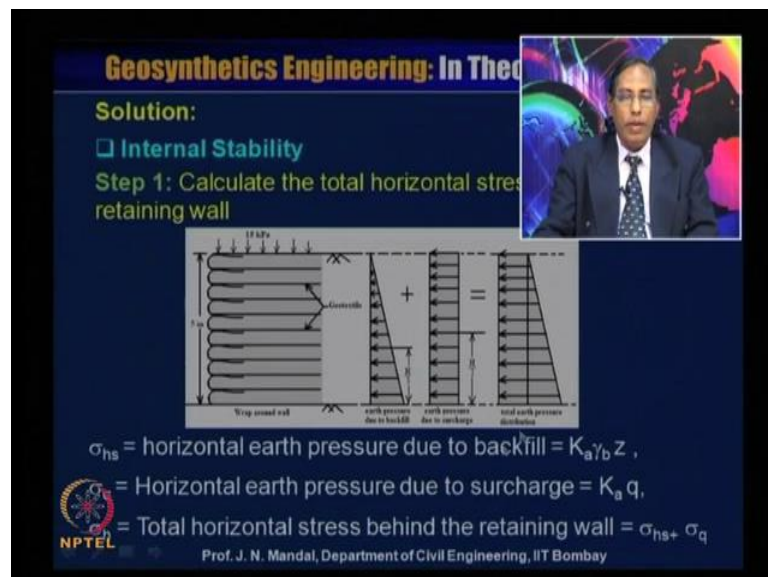 Geosynthetics Engineering: In Theo
Solution:
❑ Internal Stability
Step 1: Calculate the total horizontal stres
retaining wall
15 kPa
Geotextile
5 m
+ =
Wrap around wall
earth pressure due to backfill
earth pressure due to surcharge
total earth pressure distribution
σhs = horizontal earth pressure due to backfill = Kaγbz ,
= Horizontal earth pressure due to surcharge = Ka q,
= Total horizontal stress behind the retaining wall = σhs+ σq
NPTEL
Prof. J. N. Mandal, Department of Civil Engineering, IIT Bombay